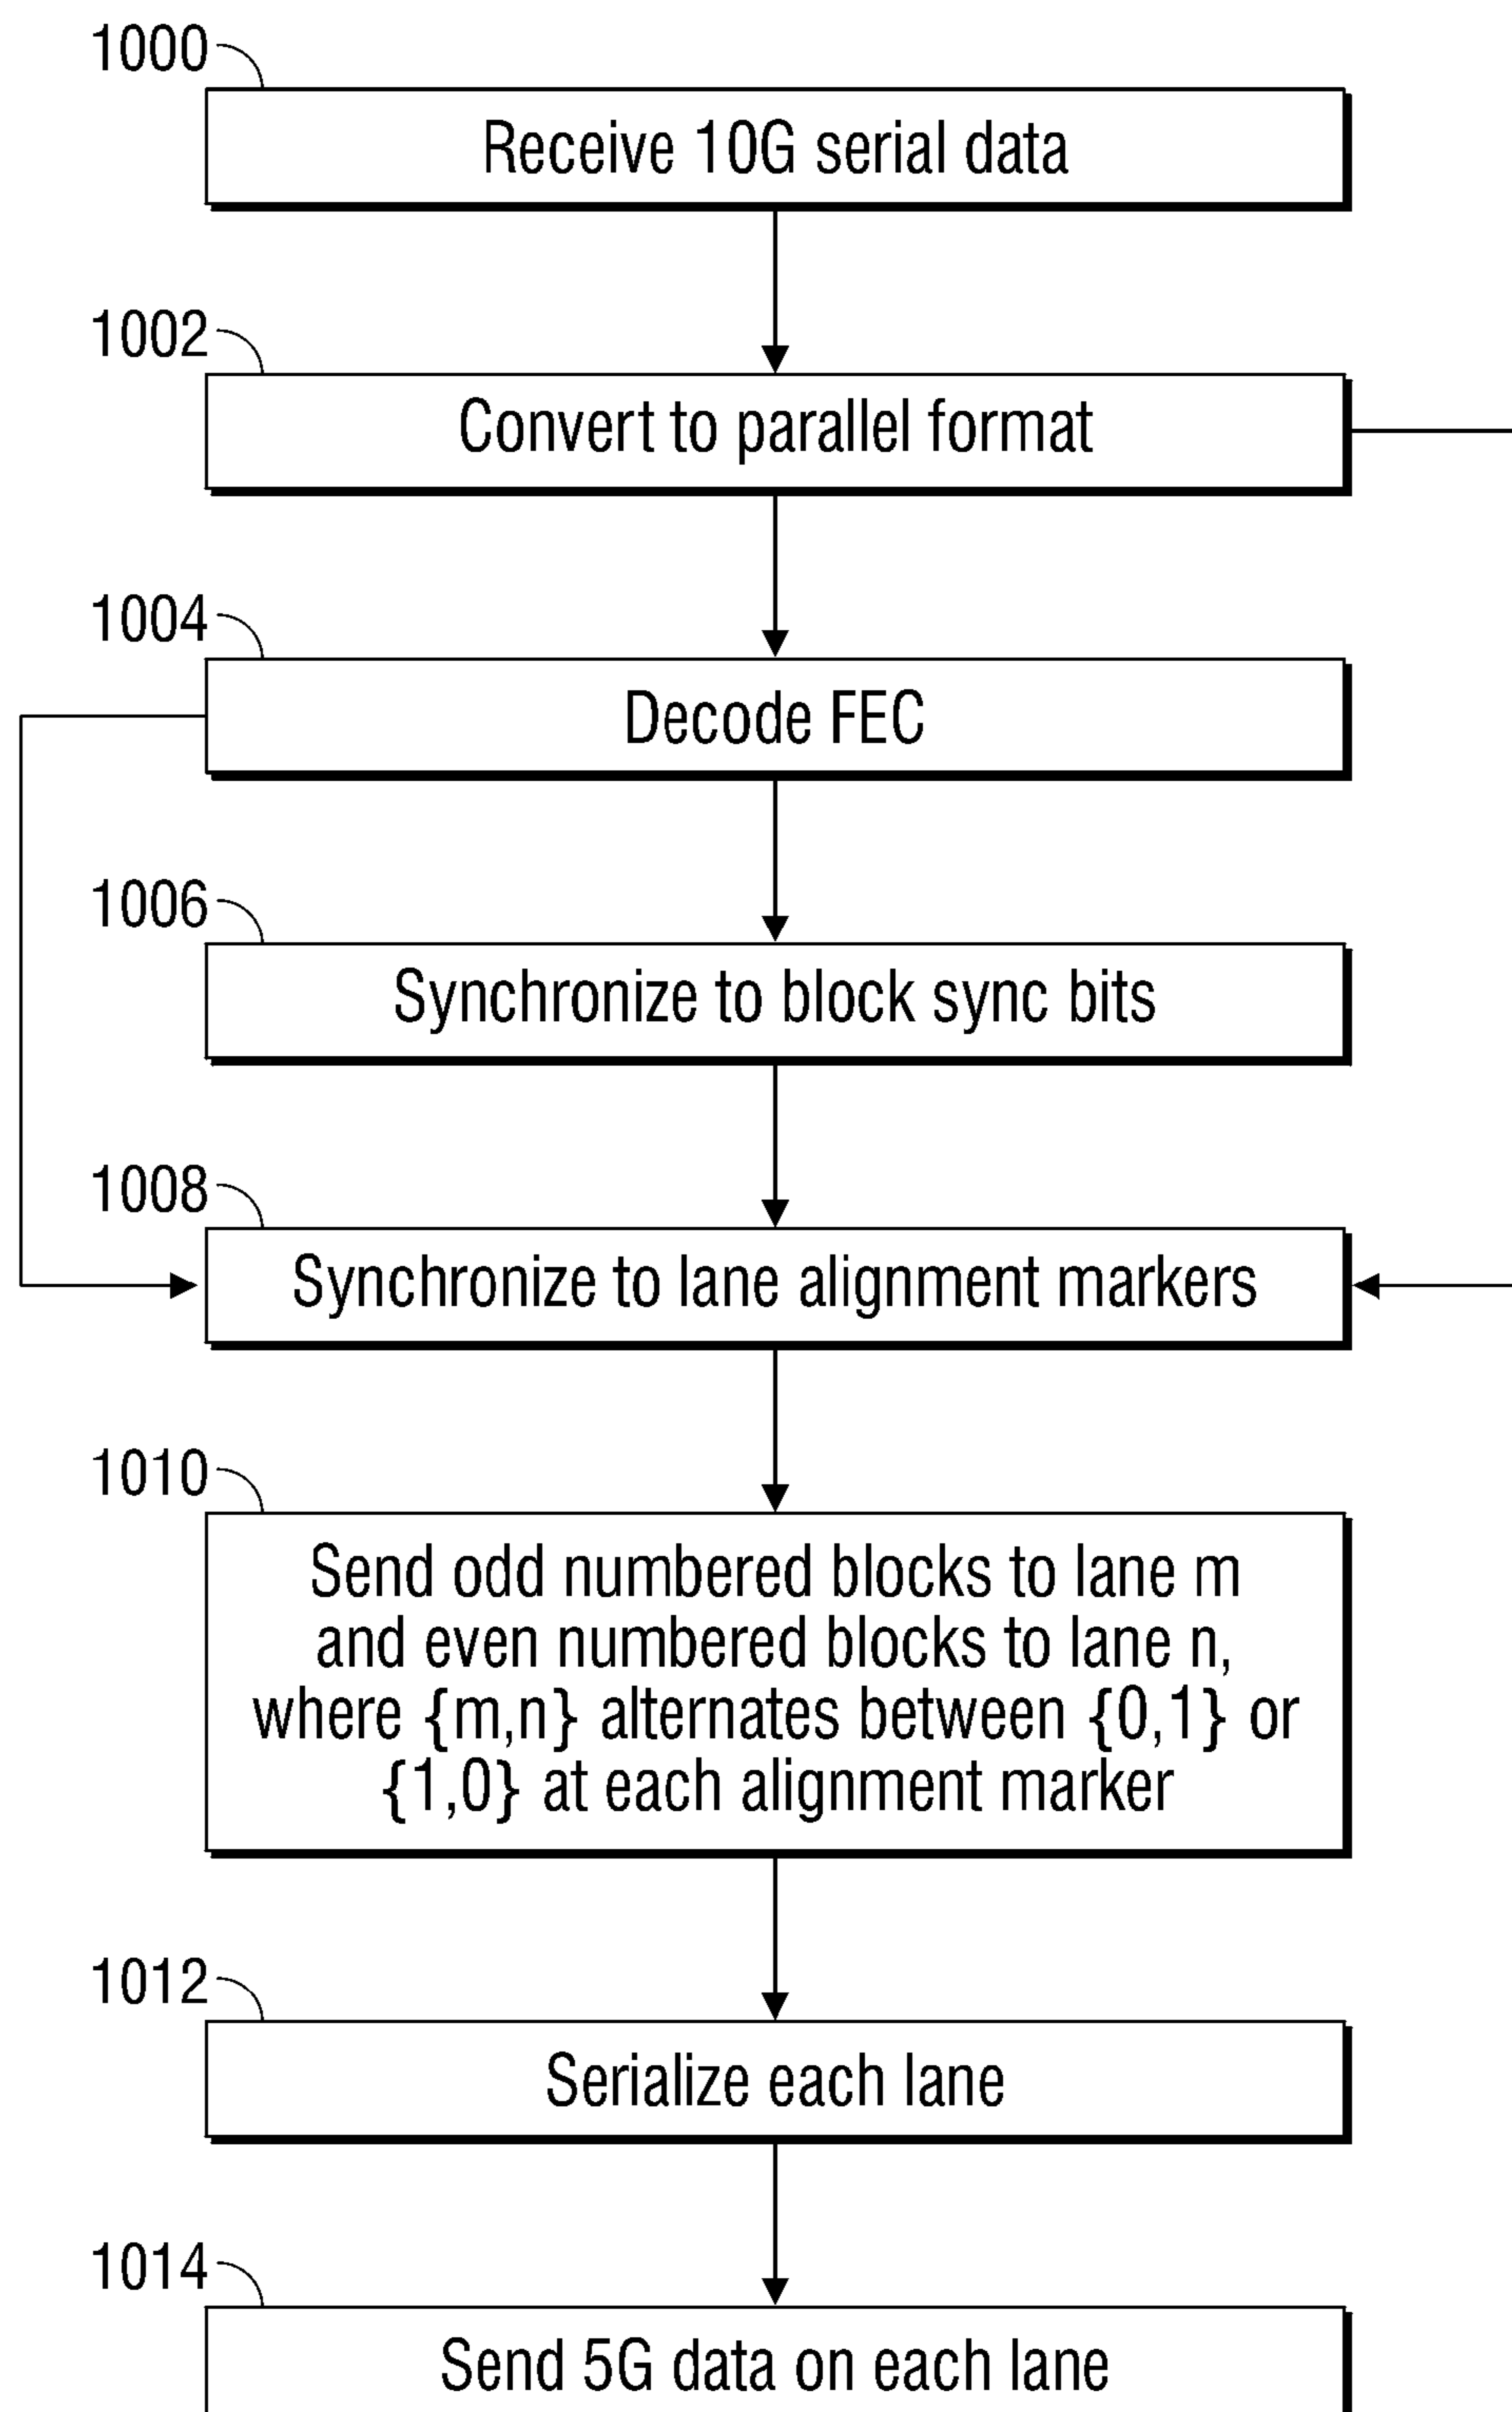 1000
Receive 10G serial data
1002
Convert to parallel format
1004
Decode FEC
1006
Synchronize to block sync bits
1008
Synchronize to lane alignment markers
1010
Send odd numbered blocks to lane m
and even numbered blocks to lane n,
where {m,n} alternates between {0,1} or
{1,0} at each alignment marker
1012
Serialize each lane
1014
Send 5G data on each lane